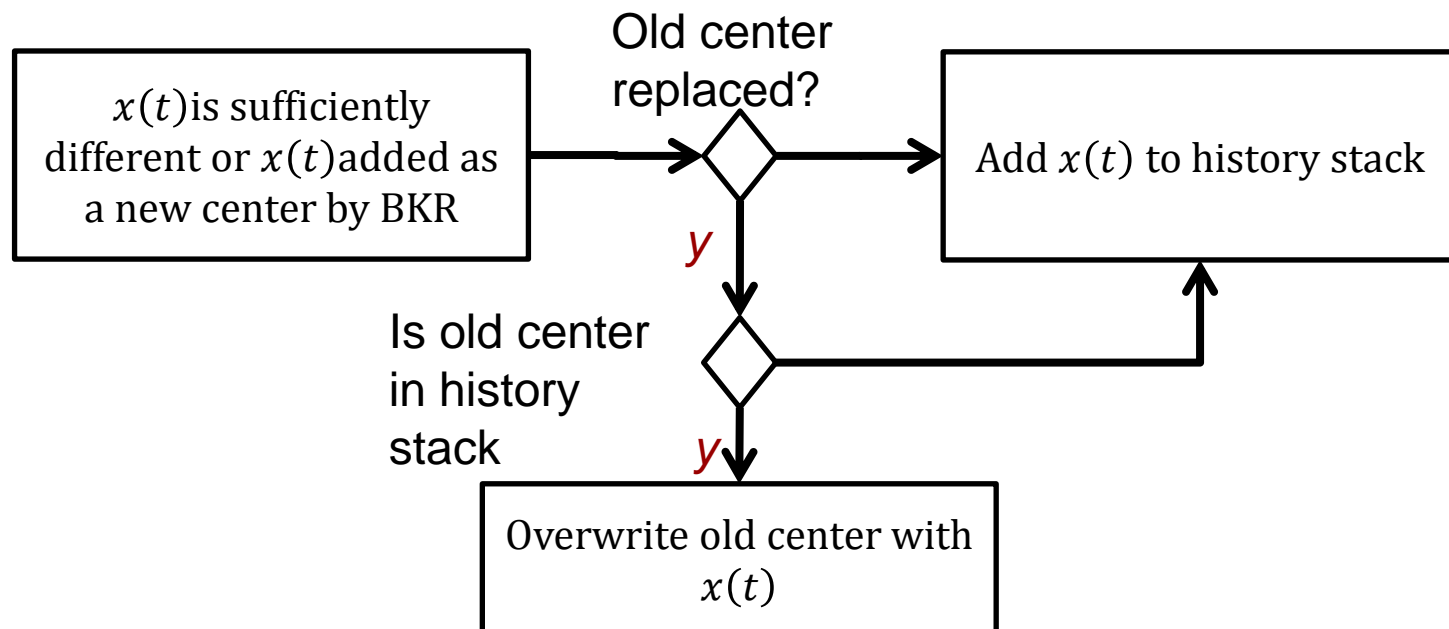 Old center
replaced?
x(t)is sufficiently
different or x(t)added as
a new center by BKR
Add x(t) to history stack
y
Is old center
in history
stack
y
Overwrite old center with
x(t)